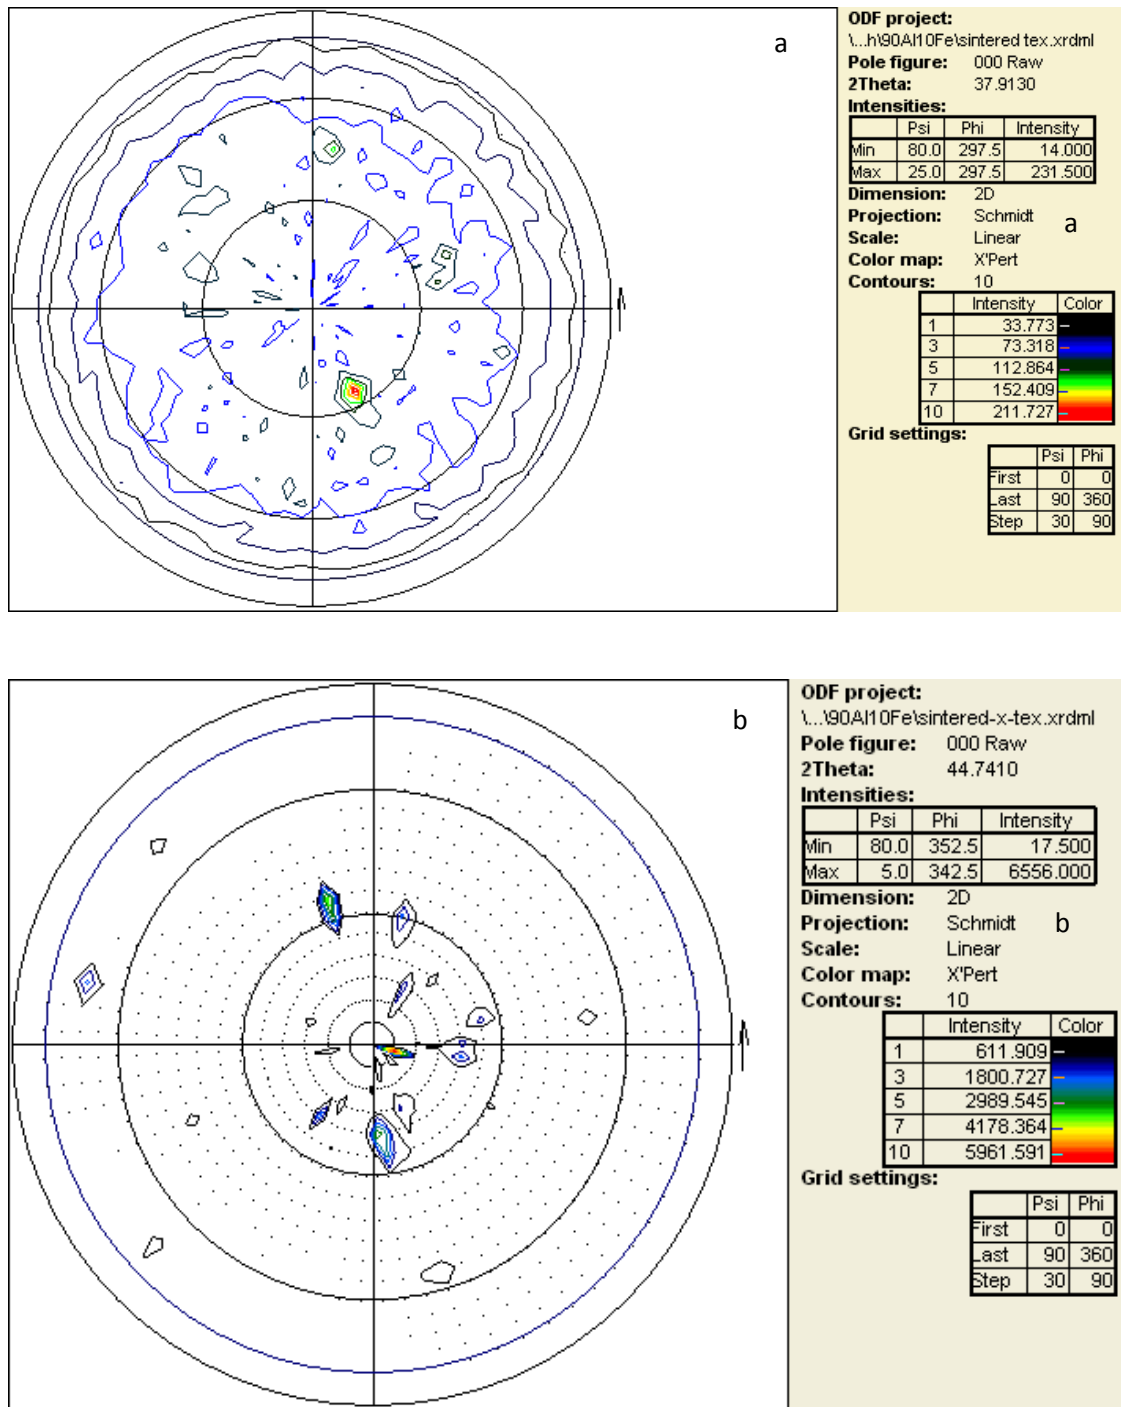 a
ODF project:
\...h\90Al10Fe\sintered tex.xrdml
Pole figure: 000 Raw
2Theta: 37.9130
Intensities:
Psi Phi Intensity
Min 80.0 297.5 14.000
Max 25.0 297.5 231.500
Dimension: 2D
Projection: Schmidt
a
Scale: Linear
Color map: X'Pert
Contours: 10
Intensity Color
1 33.773
3 73.318
5 112.864
7 152.409
10 211.727
Grid settings:
Psi Phi
First 0 0
Last 90 360
Step 30 90
b
ODF project:
\...\90Al10Fe\sintered-x-tex.xrdml
Pole figure: 000 Raw
2Theta: 44.7410
Intensities:
Psi Phi Intensity
Min 80.0 352.5 17.500
Max 5.0 342.5 6556.000
Dimension: 2D
Projection: Schmidt b
Scale: Linear
Color map: X'Pert
Contours: 10
Intensity Color
1 611.909
3 1800.727
5 2989.545
7 4178.364
10 5961.591
Grid settings:
Psi Phi
First 0 0
Last 90 360
Step 30 90